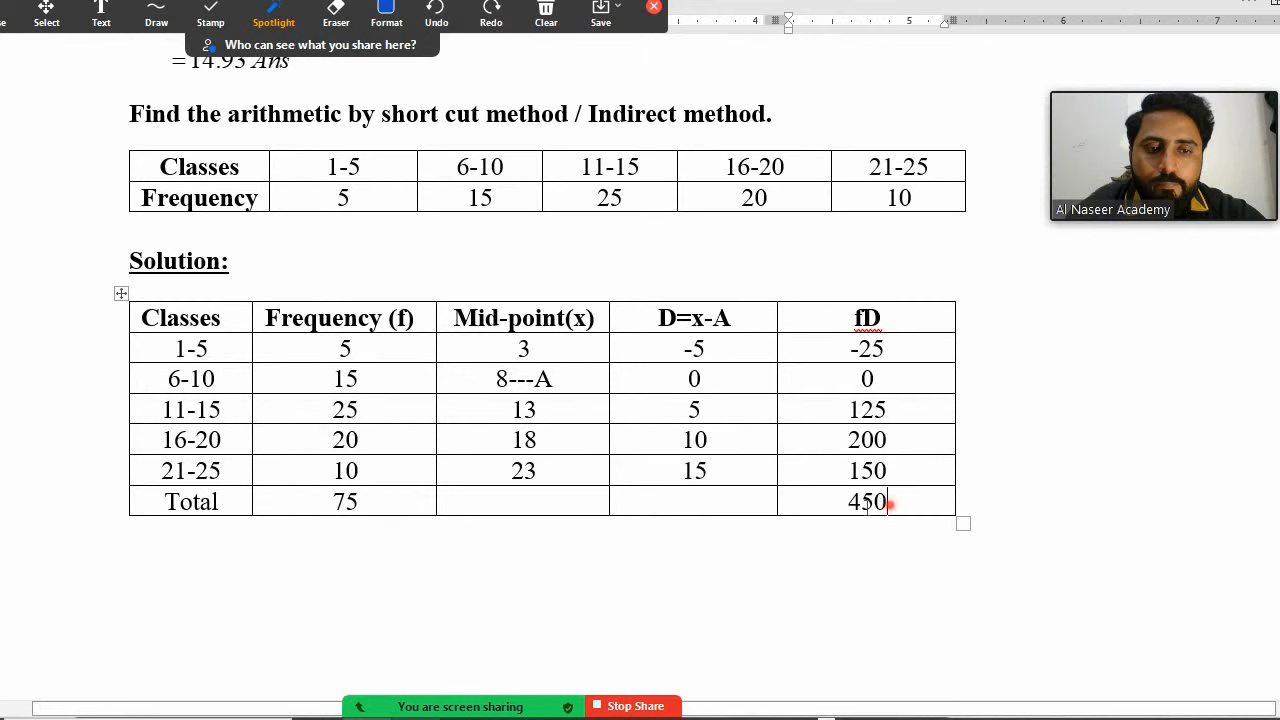 Select Text Draw Stamp Spotlight Eraser Format Undo Redo Clear Save
4 5 6 7
Who can see what you share here?
=14.93 Ans
Find the arithmetic by short cut method / Indirect method.
Classes 1-5 6-10 11-15 16-20 21-25
Frequency 5 15 25 20 10
Al Naseer Academy
Solution:
Classes Frequency (f) Mid-point(x) D=x-A fD
1-5 5 3 -5 -25
6-10 15 8---A 0 0
11-15 25 13 5 125
16-20 20 18 10 200
21-25 10 23 15 150
Total 75 450
You are screen sharing Stop Share